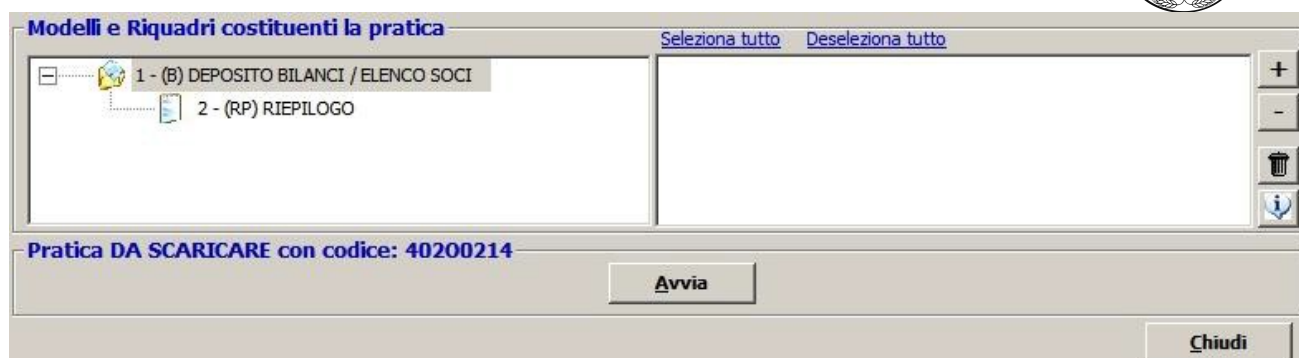 Modelli e Riquadri costituenti la pratica
Seleziona tutto Deseleziona tutto
1 - (B) DEPOSITO BILANCI / ELENCO SOCI
2 - (RP) RIEPILOGO
+
-
i
Pratica DA SCARICARE con codice: 402O0214
Avvia
Chiudi